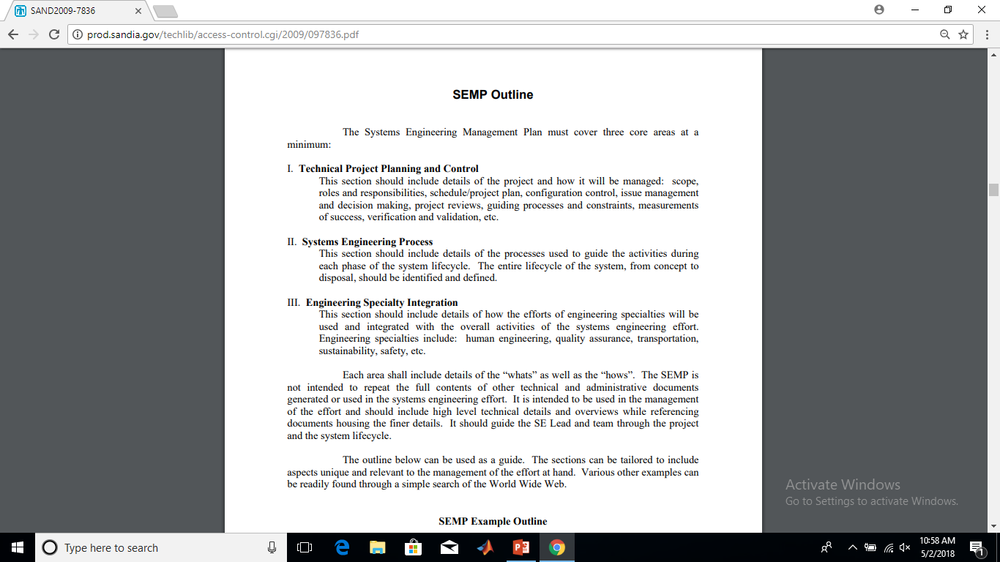 SAND2009-7836
prod.sandia.gov/techlib/access-control.cgi/2009/097836.pdf
SEMP Outline
The Systems Engineering Management Plan must cover three core areas at a
minimum:
I. Technical Project Planning and Control
This section should include details of the project and how it will be managed: scope,
roles and responsibilities, schedule/project plan, configuration control, issue management
and decision making, project reviews, guiding processes and constraints, measurements
of success, verification and validation, etc.
II. Systems Engineering Process
This section should include details of the processes used to guide the activities during
each phase of the system lifecycle. The entire lifecycle of the system, from concept to
disposal, should be identified and defined.
III. Engineering Specialty Integration
This section should include details of how the efforts of engineering specialties will be
used and integrated with the overall activities of the systems engineering effort.
Engineering specialties include: human engineering, quality assurance, transportation,
sustainability, safety, etc.
Each area shall include details of the “whats” as well as the “hows”. The SEMP is
not intended to repeat the full contents of other technical and administrative documents
generated or used in the systems engineering effort. It is intended to be used in the management
of the effort and should include high level technical details and overviews while referencing
documents housing the finer details. It should guide the SE Lead and team through the project
and the system lifecycle.
The outline below can be used as a guide. The sections can be tailored to include
aspects unique and relevant to the management of the effort at hand. Various other examples can
be readily found through a simple search of the World Wide Web.
SEMP Example Outline
Activate Windows
Go to Settings to activate Windows.
Type here to search
10:58 AM
5/2/2018
1